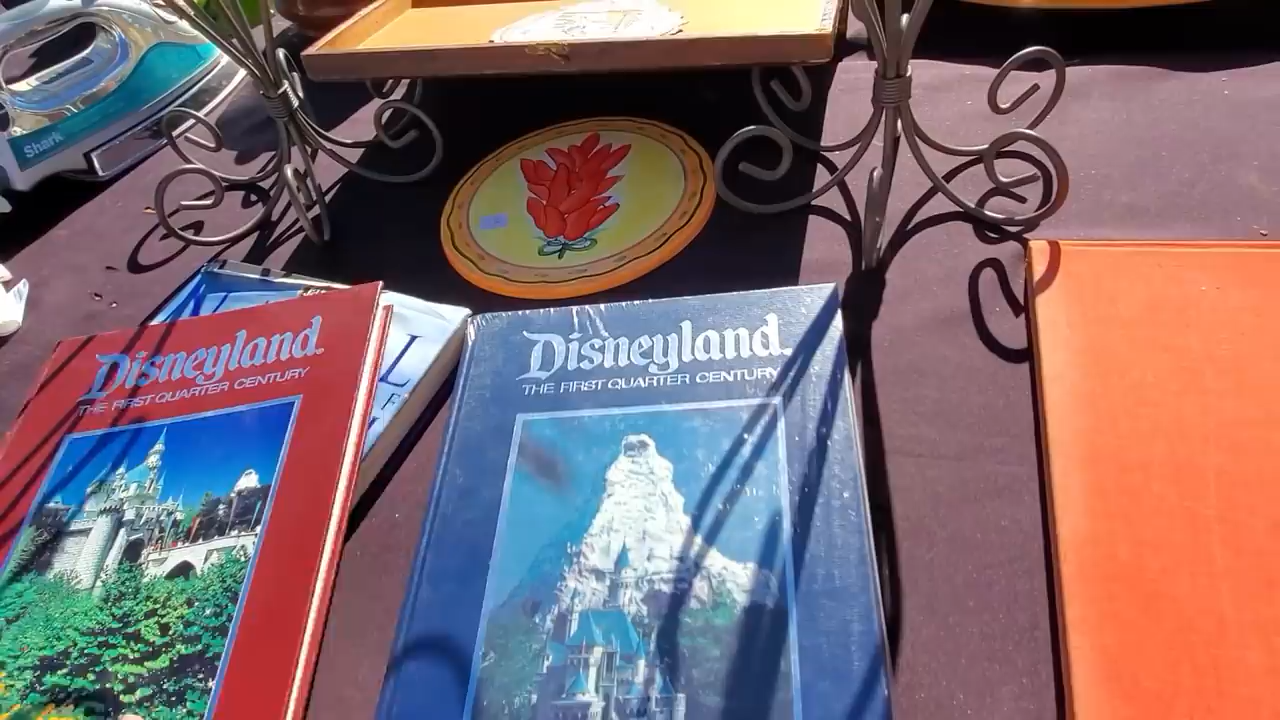 Shark
Disneyland.
THE FIRST QUARTER CENTURY
Disneyland.
THE FIRST QUARTER CENTURY